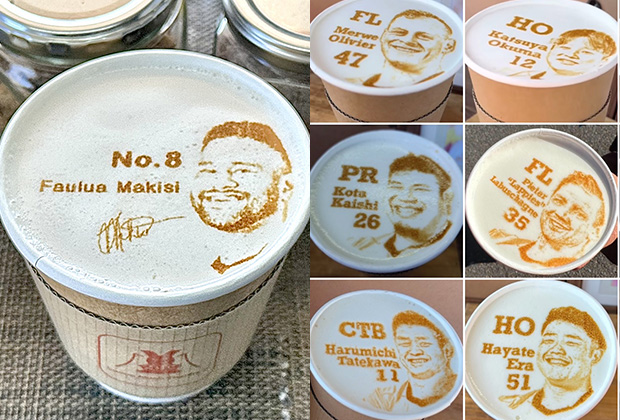 No.8
Faulua Makisi
FL
Merwe
Olivier
47
HO
Katsuya
Okuma
12
PR
Kota
Kaishi
26
FL
Pieter
"Lappies"
Labuschagne
35
CTB
Harumichi
Tatekawa
11
HO
Hayate
Era
51